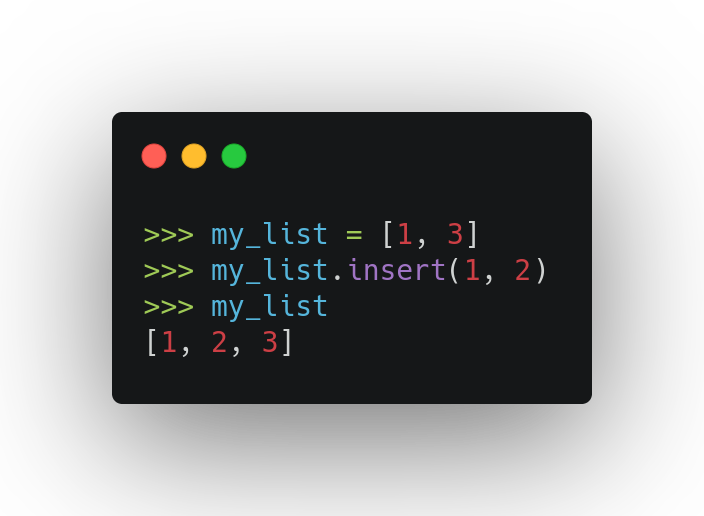 >>> my_list = [1, 3]
>>> my_list.insert(1, 2)
>>> my_list
[1, 2, 3]